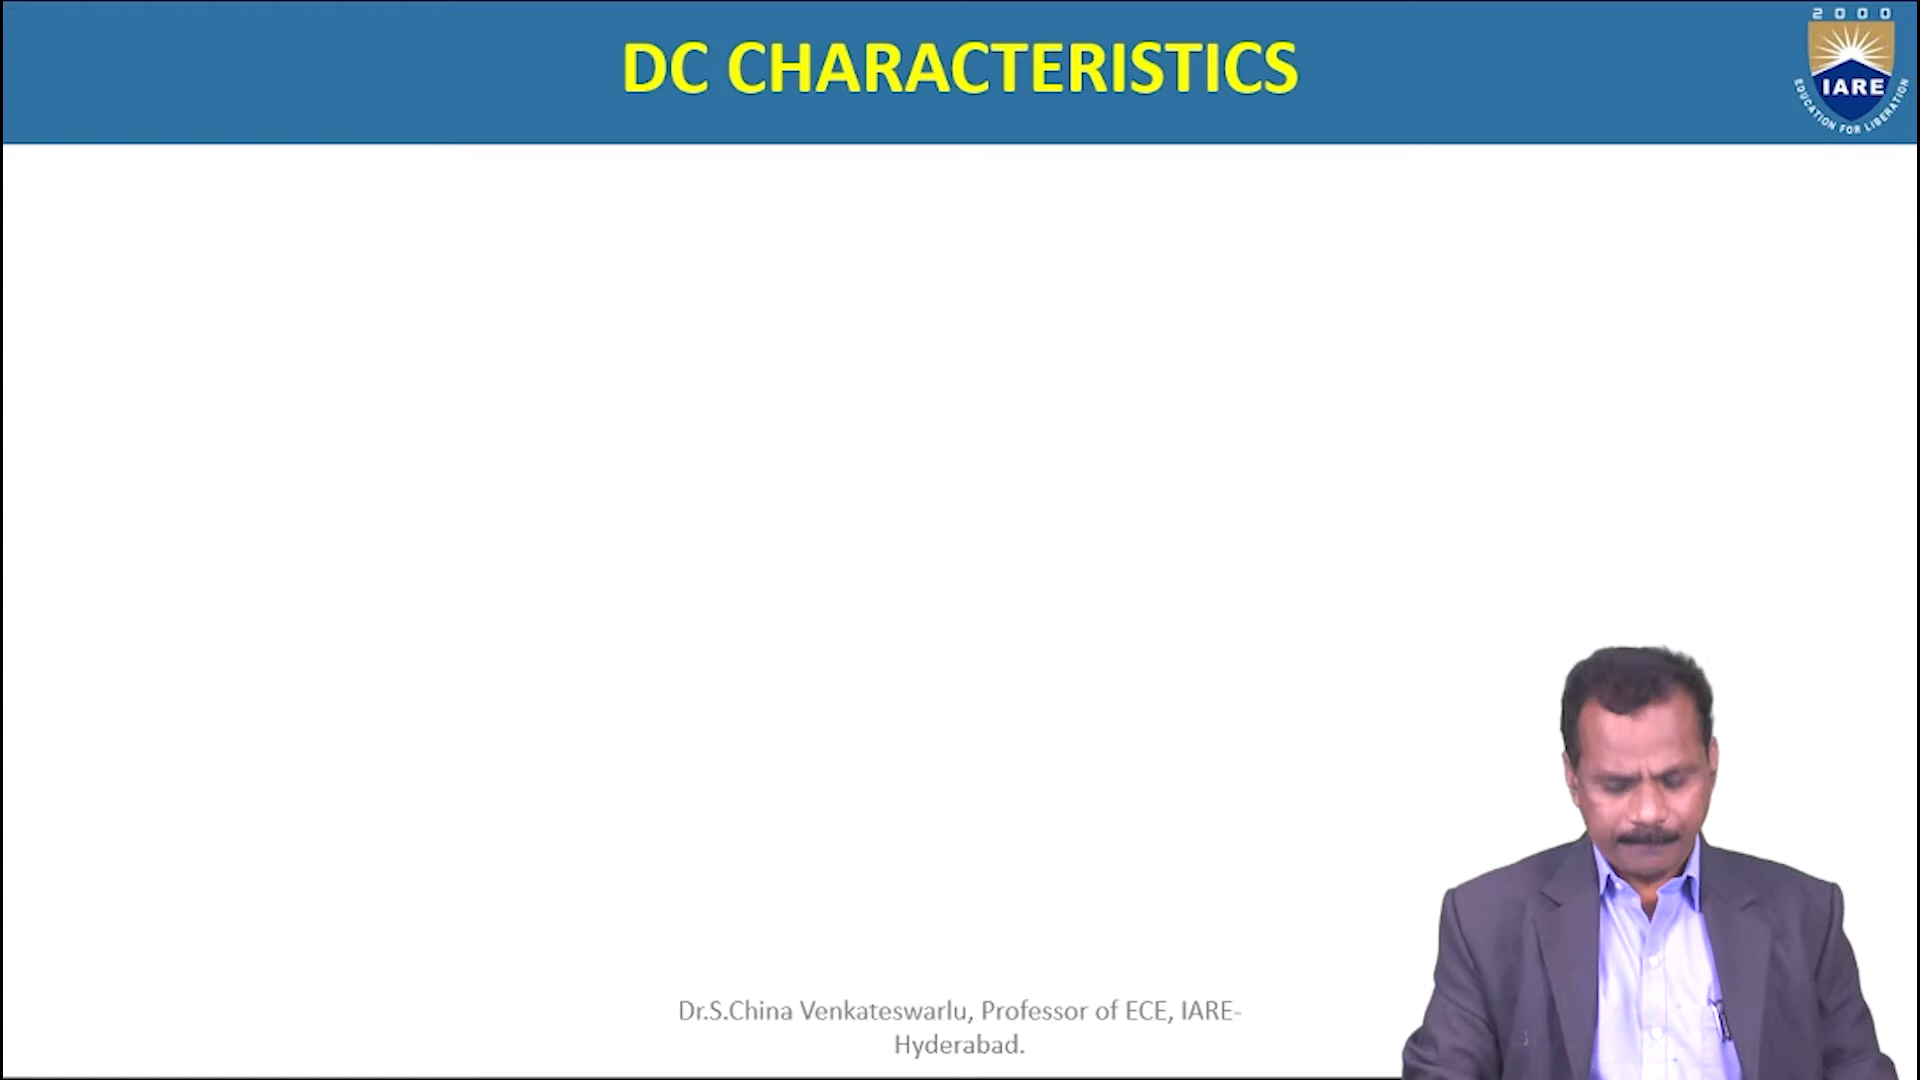 DC CHARACTERISTICS
2000
IARE
EDUCATION FOR LIBERATION
Dr.S.China Venkateswarlu, Professor of ECE, IARE-
Hyderabad.